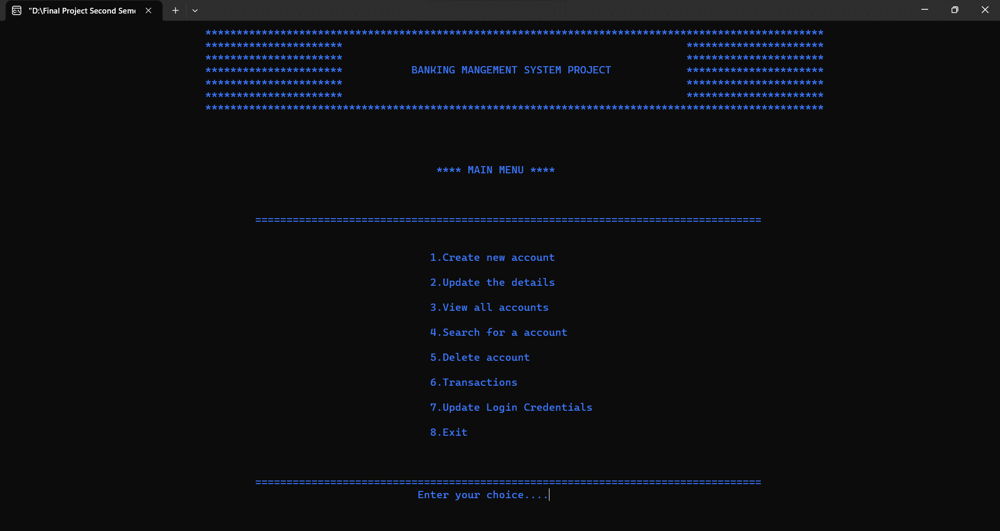 "D:\Final Project Second Sem
***************************************************************************************************
**********************                                                       **********************
**********************                                                       **********************
**********************           BANKING MANGEMENT SYSTEM PROJECT            **********************
**********************                                                       **********************
**********************                                                       **********************
***************************************************************************************************
**** MAIN MENU ****
=================================================================================
1.Create new account
2.Update the details
3.View all accounts
4.Search for a account
5.Delete account
6.Transactions
7.Update Login Credentials
8.Exit
=================================================================================
Enter your choice....